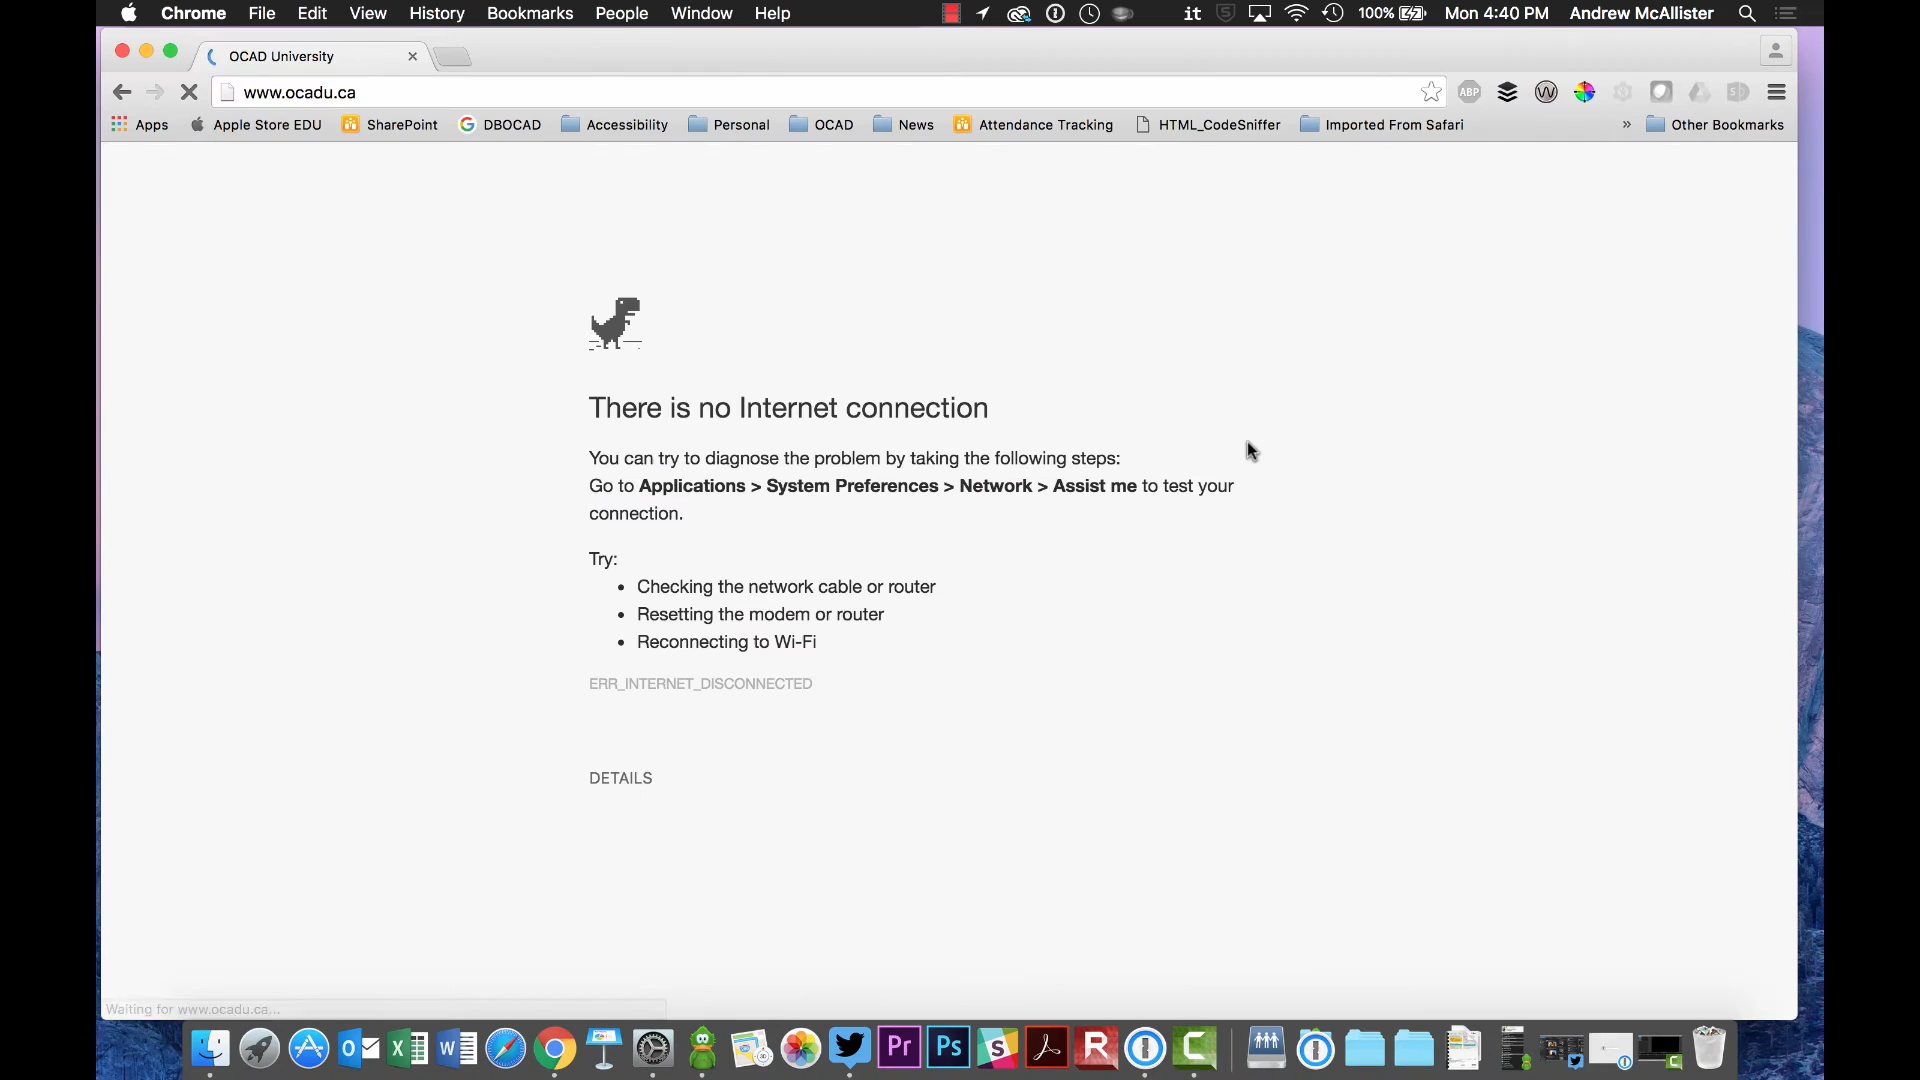 Chrome File Edit View History Bookmarks People Window Help it 100% Mon 4:40 PM Andrew McAllister
OCAD University
www.ocadu.ca ABP
Apps Apple Store EDU SharePoint DBOCAD Accessibility Personal OCAD News Attendance Tracking HTML_CodeSniffer Imported From Safari » Other Bookmarks
There is no Internet connection
You can try to diagnose the problem by taking the following steps:
Go to Applications > System Preferences > Network > Assist me to test your
connection.
Try:
• Checking the network cable or router
• Resetting the modem or router
• Reconnecting to Wi-Fi
ERR_INTERNET_DISCONNECTED
DETAILS
Waiting for www.ocadu.ca...
Pr Ps